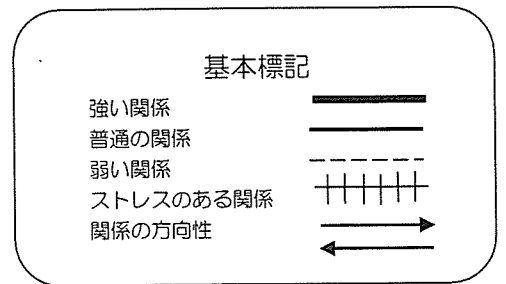 基本標記
強い関係
普通の関係
弱い関係
ストレスのある関係
関係の方向性